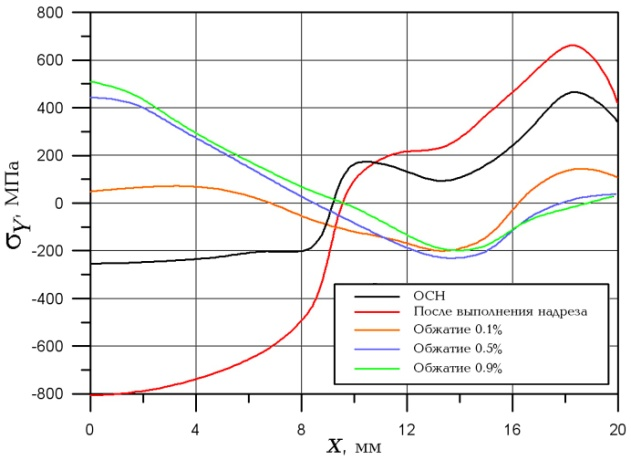 800
600
400
200
0
-200
-400
-600
-800
σY, МПа
ОСН
После выполнения надреза
Обжатие 0.1%
Обжатие 0.5%
Обжатие 0.9%
0 4 8 12 16 20
X, мм